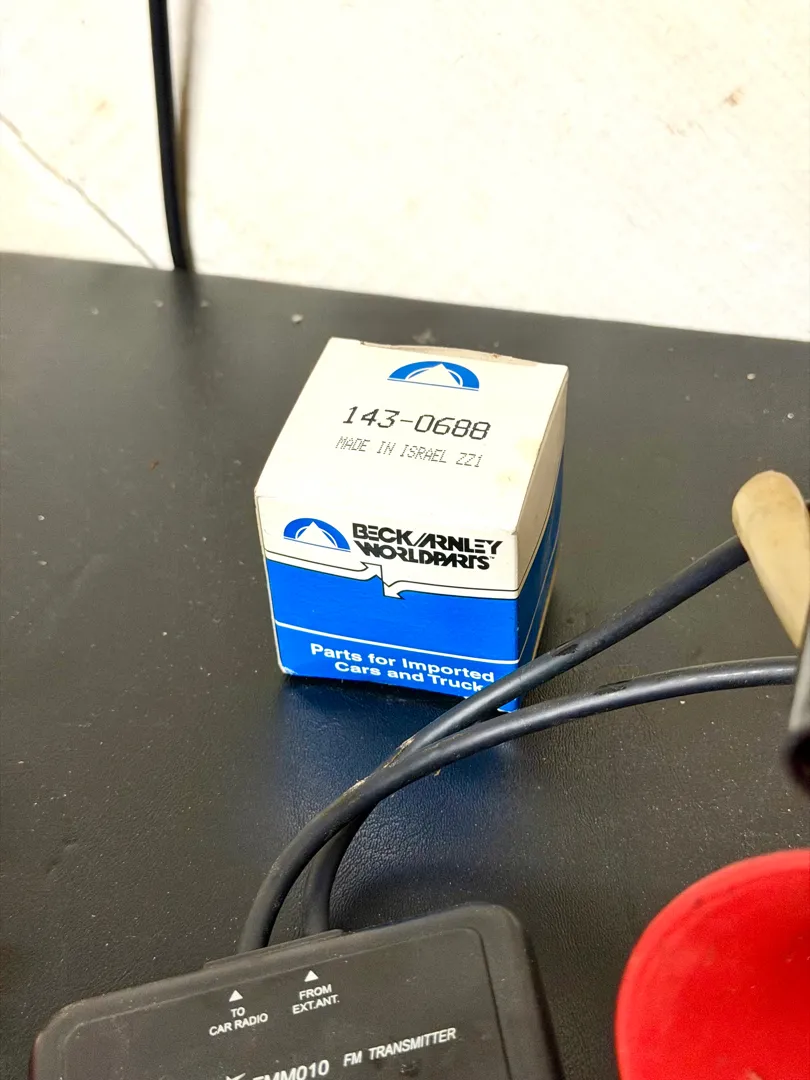 143-0688
MADE IN ISRAEL ZZ1
BECK/ARNLEY
WORLDPARTS™
Parts for Imported
Cars and Truck
TO
CAR RADIO
FROM
EXT.ANT.
FM TRANSMITTER